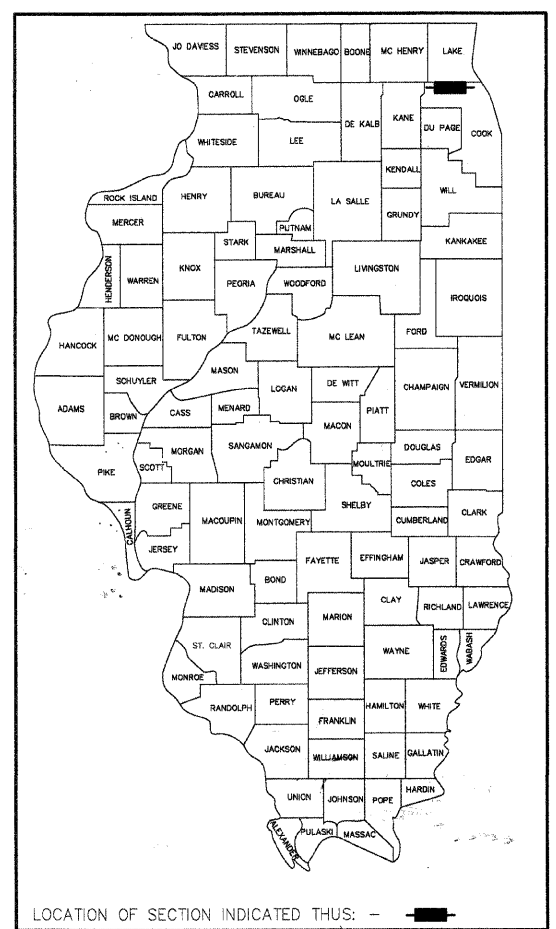 JO DAVIESS STEVENSON WINNEBAGO BOONE MC HENRY LAKE
CARROLL OGLE DE KALB KANE DU PAGE COOK
WHITESIDE LEE
KENDALL WILL
ROCK ISLAND HENRY BUREAU LA SALLE GRUNDY
MERCER PUTNAM
STARK MARSHALL KANKAKEE
HENDERSON WARREN KNOX PEORIA WOODFORD LIVINGSTON IROQUOIS
HANCOCK MC DONOUGH FULTON TAZEWELL MC LEAN FORD
MASON
SCHUYLER LOGAN DE WITT CHAMPAIGN VERMILION
ADAMS BROWN CASS MENARD MACON PIATT
MORGAN SANGAMON DOUGLAS EDGAR
PIKE SCOTT MOULTRIE
CHRISTIAN COLES
GREENE MACOUPIN SHELBY CLARK
CALHOUN MONTGOMERY CUMBERLAND
JERSEY FAYETTE EFFINGHAM JASPER CRAWFORD
MADISON BOND CLAY
CLINTON MARION RICHLAND LAWRENCE
ST. CLAIR WAYNE EDWARDS WABASH
WASHINGTON JEFFERSON
MONROE
RANDOLPH PERRY HAMILTON WHITE
FRANKLIN
JACKSON WILLIAMSON SALINE GALLATIN
UNION JOHNSON POPE HARDIN
ALEXANDER PULASKI MASSAC
LOCATION OF SECTION INDICATED THUS: -